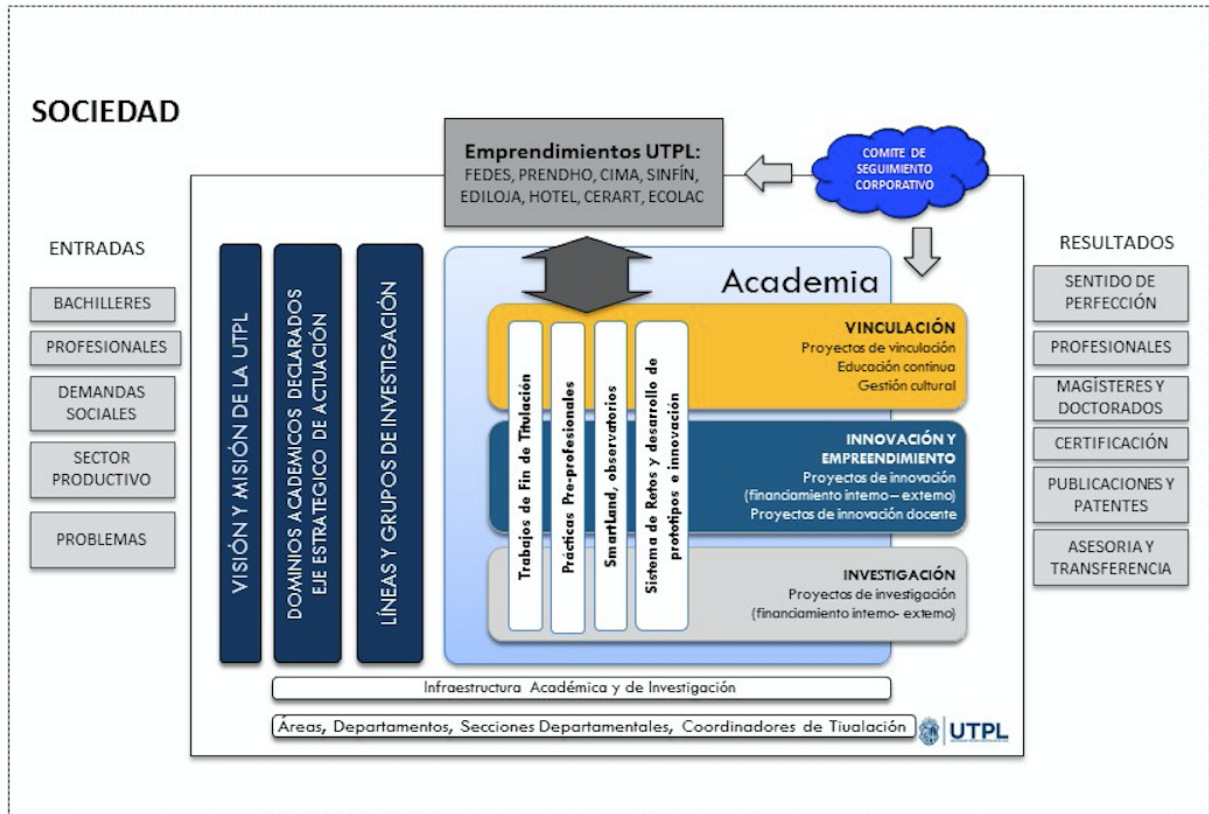 SOCIEDAD
Emprendimientos UTPL:
FEDES, PRENDHO, CIMA, SINFÍN,
EDILOJA, HOTEL, CERART, ECOLAC
COMITE DE
SEGUIMIENTO
CORPORATIVO
ENTRADAS
BACHILLERES
PROFESIONALES
DEMANDAS
SOCIALES
SECTOR
PRODUCTIVO
PROBLEMAS
VISIÓN Y MISIÓN DE LA UTPL
DOMINIOS ACADEMICOS DECLARADOS
EJE ESTRATEGICO DE ACTUACIÓN
LÍNEAS Y GRUPOS DE INVESTIGACIÓN
Academia
Trabajos de Fin de Titulación
Prácticas Pre-profesionales
SmartLand, observatorios
Sistema de Retos y desarrollo de
prototipos e innovación
VINCULACIÓN
Proyectos de vinculación
Educación continua
Gestión cultural
INNOVACIÓN Y
EMPRENDIMIENTO
Proyectos de innovación
(financiamiento interno – externo)
Proyectos de innovación docente
INVESTIGACIÓN
Proyectos de investigación
(financiamiento interno- externo)
Infraestructura Académica y de Investigación
Áreas, Departamentos, Secciones Departamentales, Coordinadores de Tiualación
UTPL
RESULTADOS
SENTIDO DE
PERFECCIÓN
PROFESIONALES
MAGÍSTERES Y
DOCTORADOS
CERTIFICACIÓN
PUBLICACIONES Y
PATENTES
ASESORIA Y
TRANSFERENCIA